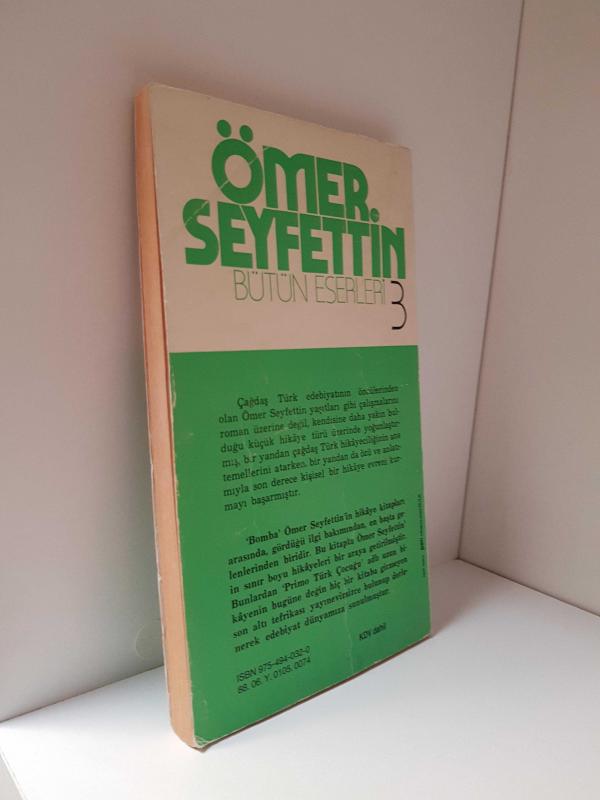 ÖMER
SEYFETTİN
BÜTÜN ESERLERİ
3
Çağdaş Türk edebiyatının öncülerinden
olan Ömer Seyfettin yaşıtları gibi çalışmalarını
roman üzerine değil, kendisine daha yakın bul-
duğu küçük hikâye türü üzerinde yoğunlaştır-
mış, bir yandan çağdaş Türk hikâyeciliğinin ana
temellerini atarken, bir yandan da örü ve anlatı-
mıyla son derece kişisel bir hikâye evreni kur-
mayı başarmıştır.
'Bomba' Ömer Seyfettin'in hikâye kitapları
arasında, gördüğü ilgi bakımından, en başta ge-
lenlerinden biridir. Bu kitapta Ömer Seyfettin'
in sınır boyu hikâyeleri bir araya getirilmiştir.
Bunlardan 'Primo Türk Çocuğu' adlı uzun hi-
kâyenin bugüne değin hiç bir kitaba girmeyen
son altı tefrikası yayınevimizce bulunup derle-
nerek edebiyat dünyamıza sunulmuştur.
KDV dahil
ISBN 975-494-032-0
88. 06. Y. 0105. 0074